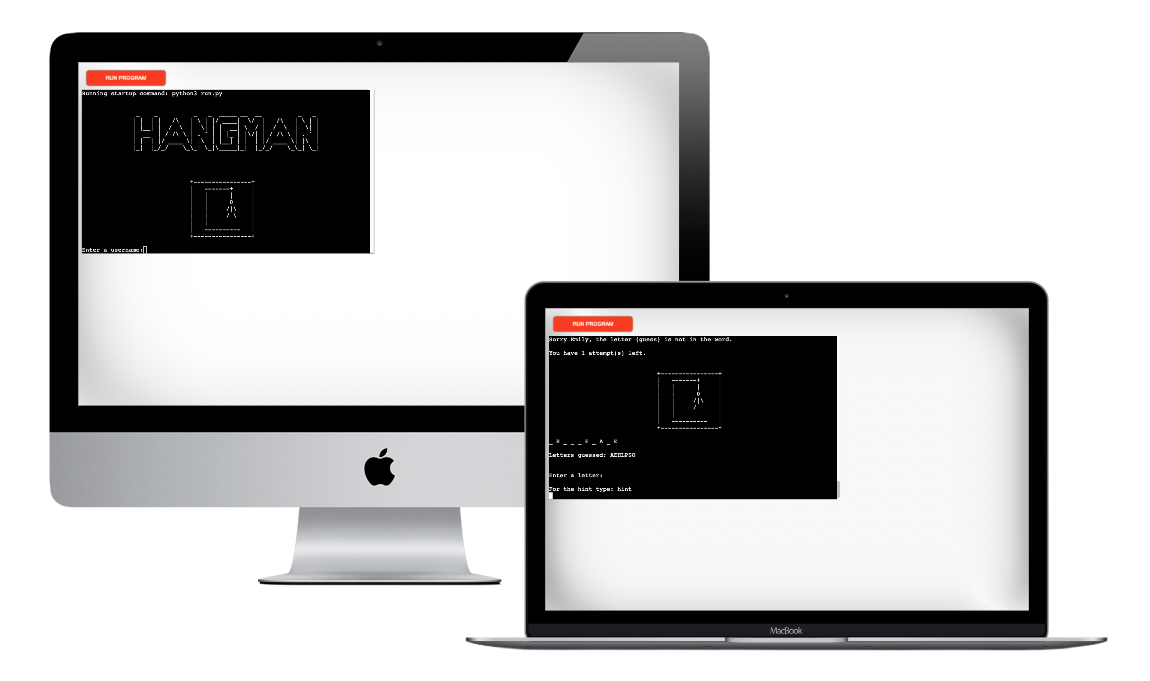 RUN PROGRAM
Running startup command: python3 run.py
HANGMAN
Enter a username:
RUN PROGRAM
Sorry Emily, the letter {guess} is not in the word.
You have 1 attempt(s) left.
Letters guessed:
Enter a letter:
For the hint type: hint
MacBook